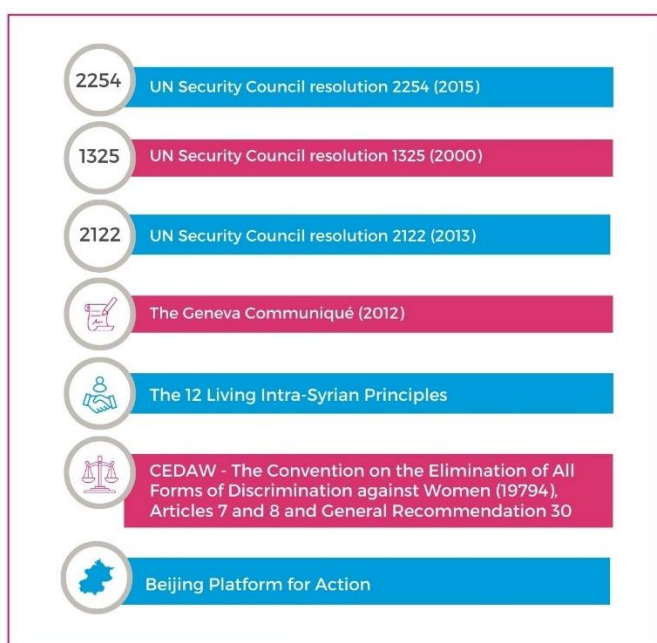 2254
UN Security Council resolution 2254 (2015)
1325
UN Security Council resolution 1325 (2000)
2122
UN Security Council resolution 2122 (2013)
The Geneva Communiqué (2012)
The 12 Living Intra-Syrian Principles
CEDAW - The Convention on the Elimination of All
Forms of Discrimination against Women (19794),
Articles 7 and 8 and General Recommendation 30
Beijing Platform for Action